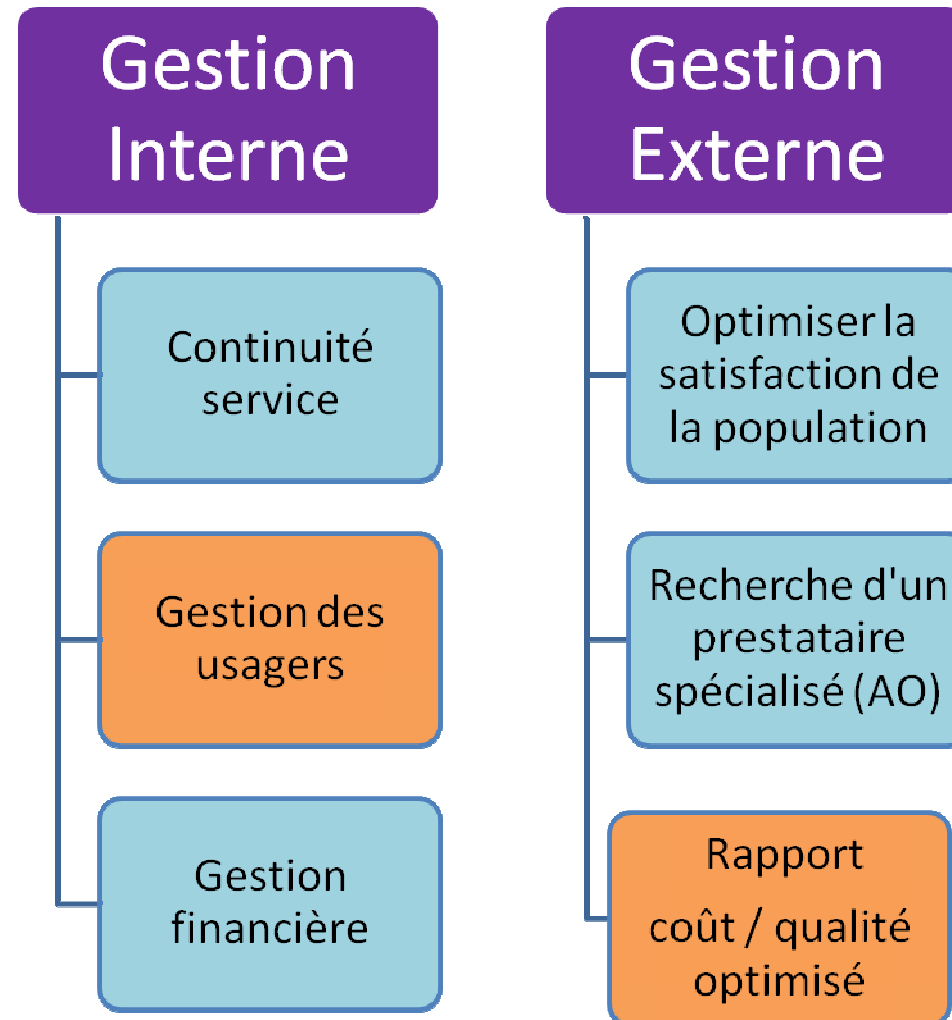 Gestion
Interne
Continuité
service
Gestion des
usagers
Gestion
financière
Gestion
Externe
Optimiser la
satisfaction de
la population
Recherche d'un
prestataire
spécialisé (AO)
Rapport
coût / qualité
optimisé